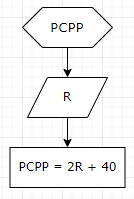 PCPP
R
PCPP = 2R + 40